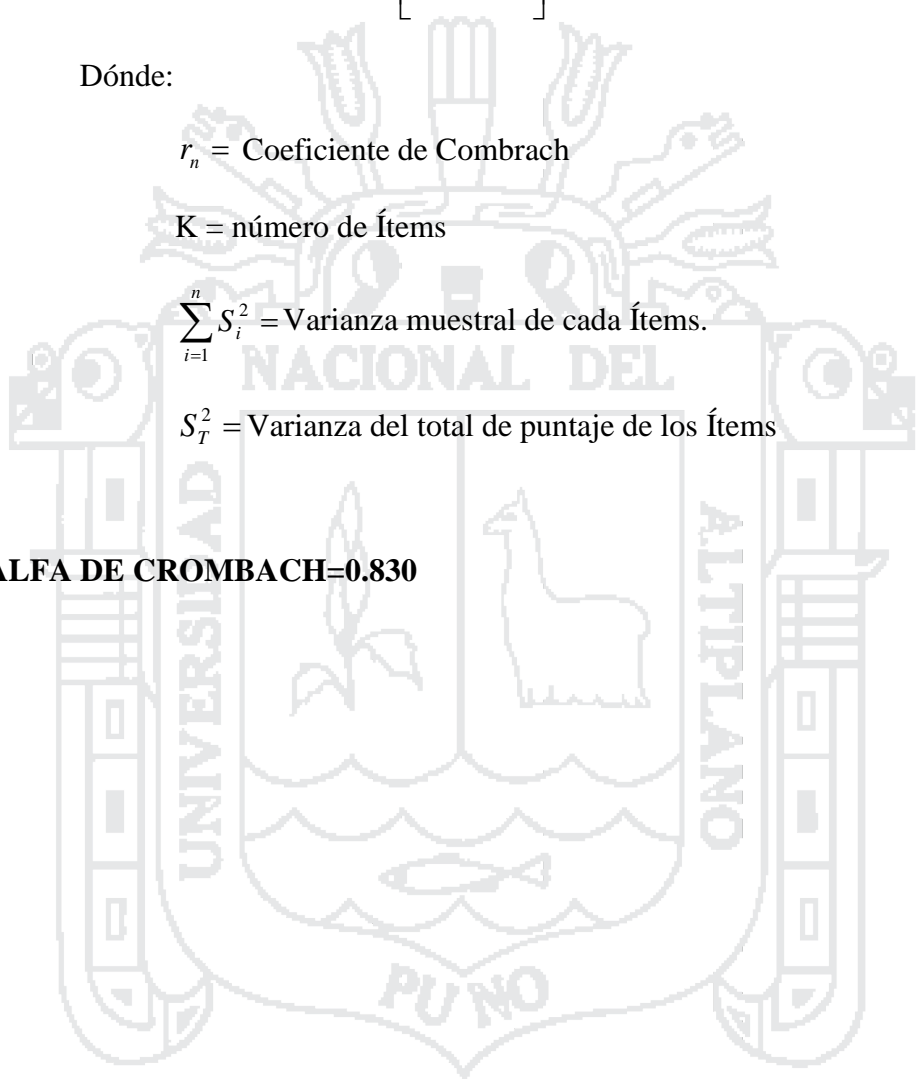 Dónde:
r_n = Coeficiente de Combrach
K = número de Ítems
\sum_{i=1}^{n} S_i^2 = Varianza muestral de cada Ítems.
S_T^2 = Varianza del total de puntaje de los Ítems
NACIONAL DEL
ALFA DE CROMBACH=0.830
UNIVERSIDAD
ALTIPLANO
PUNO